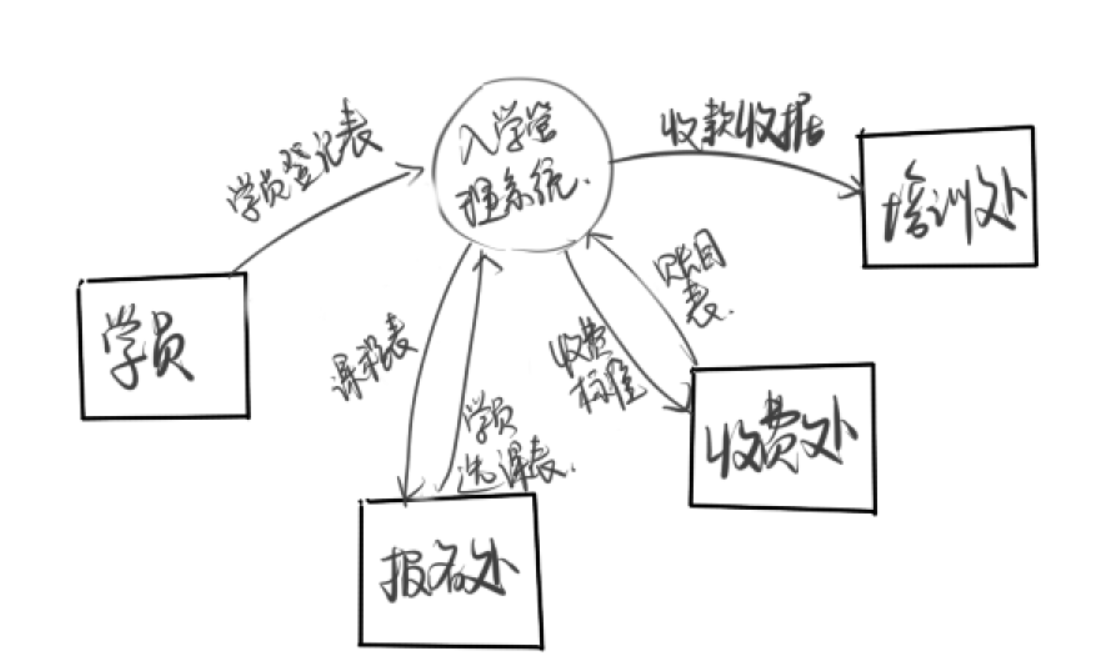 入学管
理系统.
收款收据
学员登记表
培训处
学员
账目
表.
课程表
收费
标准
学员
选课表.
收费处
报名处